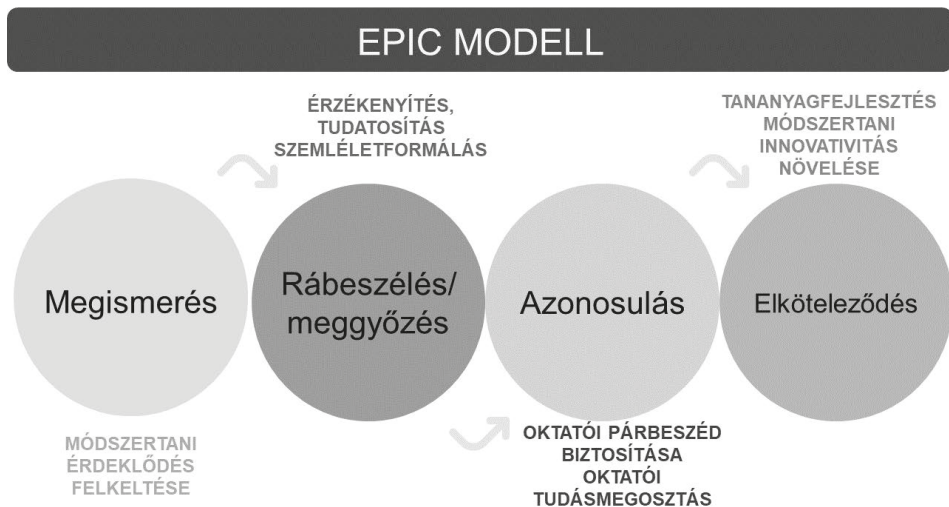 EPIC MODELL
ÉRZÉKENYÍTÉS,
TUDATOSÍTÁS
SZEMLÉLETFORMÁLÁS
TANANYAGFEJLESZTÉS
MÓDSZERTANI
INNOVATIVITÁS
NÖVELÉSE
Megismerés
Rábeszélés/
meggyőzés
Azonosulás
Elköteleződés
MÓDSZERTANI
ÉRDEKLŐDÉS
FELKELTÉSE
OKTATÓI PÁRBESZÉD
BIZTOSÍTÁSA
OKTATÓI
TUDÁSMEGOSZTÁS